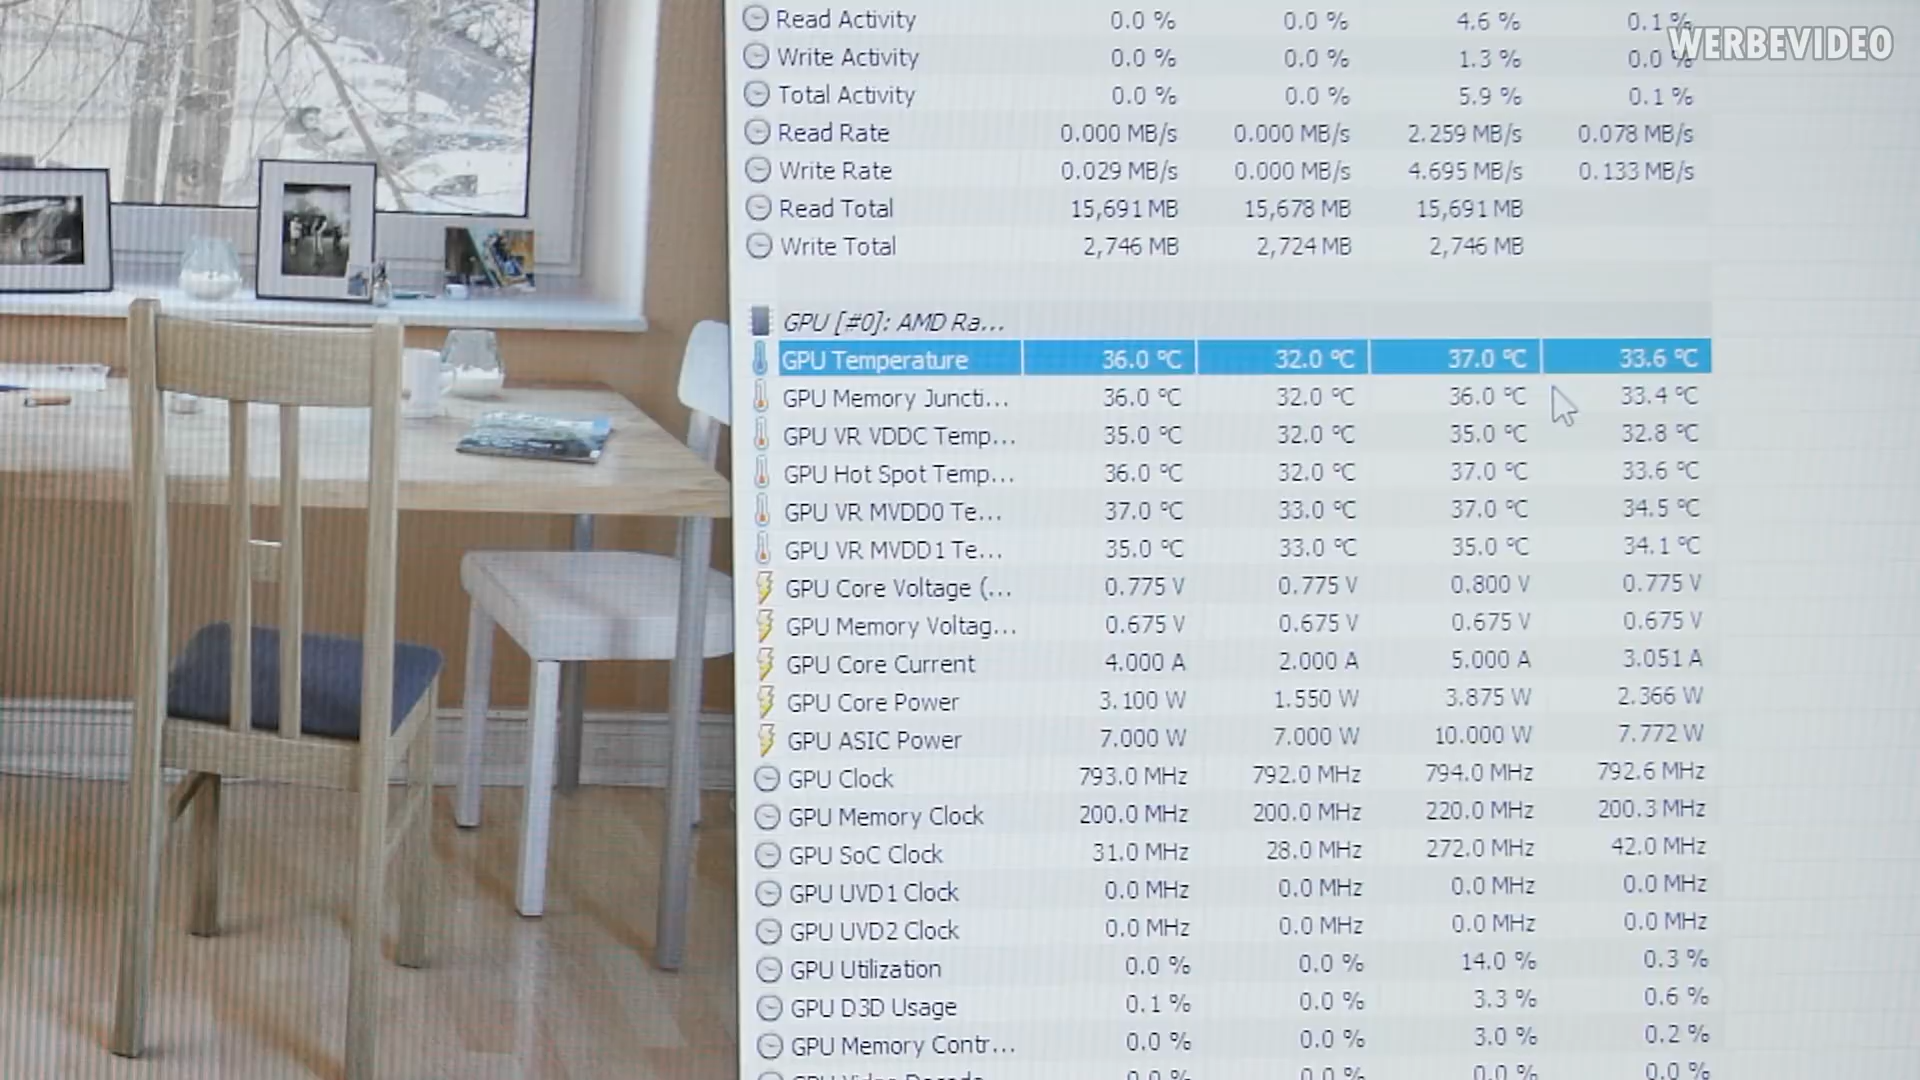 Read Activity 0.0 % 0.0 % 4.6 % 0.1 %
WERBEVIDEO
Write Activity 0.0 % 0.0 % 1.3 % 0.0 %
Total Activity 0.0 % 0.0 % 5.9 % 0.1 %
Read Rate 0.000 MB/s 0.000 MB/s 2.259 MB/s 0.078 MB/s
Write Rate 0.029 MB/s 0.000 MB/s 4.695 MB/s 0.133 MB/s
Read Total 15,691 MB 15,678 MB 15,691 MB
Write Total 2,746 MB 2,724 MB 2,746 MB
GPU [#0]: AMD Ra...
GPU Temperature 36.0 °C 32.0 °C 37.0 °C 33.6 °C
GPU Memory Juncti... 36.0 °C 32.0 °C 36.0 °C 33.4 °C
GPU VR VDDC Temp... 35.0 °C 32.0 °C 35.0 °C 32.8 °C
GPU Hot Spot Temp... 36.0 °C 32.0 °C 37.0 °C 33.6 °C
GPU VR MVDD0 Te... 37.0 °C 33.0 °C 37.0 °C 34.5 °C
GPU VR MVDD1 Te... 35.0 °C 33.0 °C 35.0 °C 34.1 °C
GPU Core Voltage (... 0.775 V 0.775 V 0.800 V 0.775 V
GPU Memory Voltag... 0.675 V 0.675 V 0.675 V 0.675 V
GPU Core Current 4.000 A 2.000 A 5.000 A 3.051 A
GPU Core Power 3.100 W 1.550 W 3.875 W 2.366 W
GPU ASIC Power 7.000 W 7.000 W 10.000 W 7.772 W
GPU Clock 793.0 MHz 792.0 MHz 794.0 MHz 792.6 MHz
GPU Memory Clock 200.0 MHz 200.0 MHz 220.0 MHz 200.3 MHz
GPU SoC Clock 31.0 MHz 28.0 MHz 272.0 MHz 42.0 MHz
GPU UVD1 Clock 0.0 MHz 0.0 MHz 0.0 MHz 0.0 MHz
GPU UVD2 Clock 0.0 MHz 0.0 MHz 0.0 MHz 0.0 MHz
GPU Utilization 0.0 % 0.0 % 14.0 % 0.3 %
GPU D3D Usage 0.1 % 0.0 % 3.3 % 0.6 %
GPU Memory Contr... 0.0 % 0.0 % 3.0 % 0.2 %